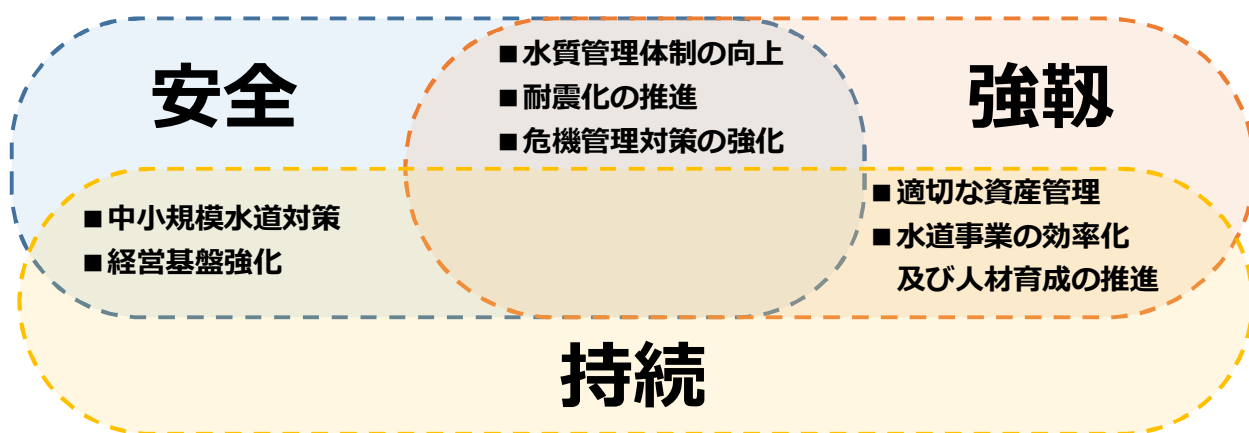 安全
■水質管理体制の向上
■耐震化の推進
■危機管理対策の強化
強靱
■中小規模水道対策
■経営基盤強化
■適切な資産管理
■水道事業の効率化
及び人材育成の推進
持続